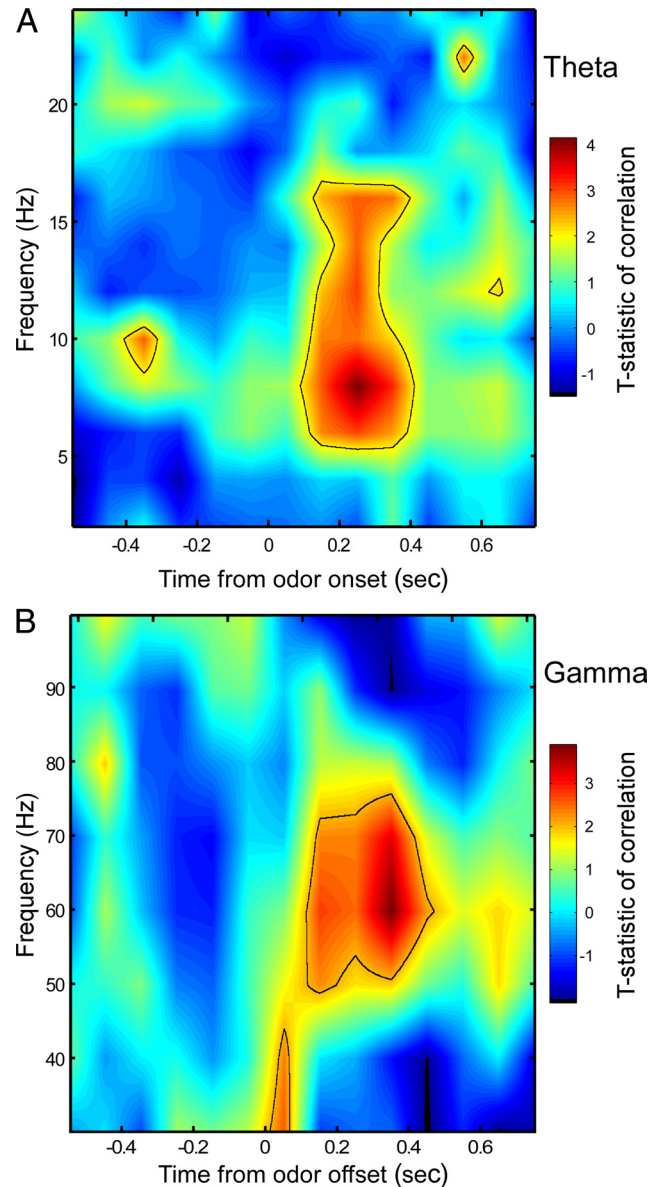 A
Theta
20
15
10
5
Frequency (Hz)
-0.4 -0.2 0 0.2 0.4 0.6
Time from odor onset (sec)
4
3
2
1
0
-1
T-statistic of correlation
B
Gamma
90
80
70
60
50
40
Frequency (Hz)
-0.4 -0.2 0 0.2 0.4 0.6
Time from odor offset (sec)
3
2
1
0
-1
T-statistic of correlation